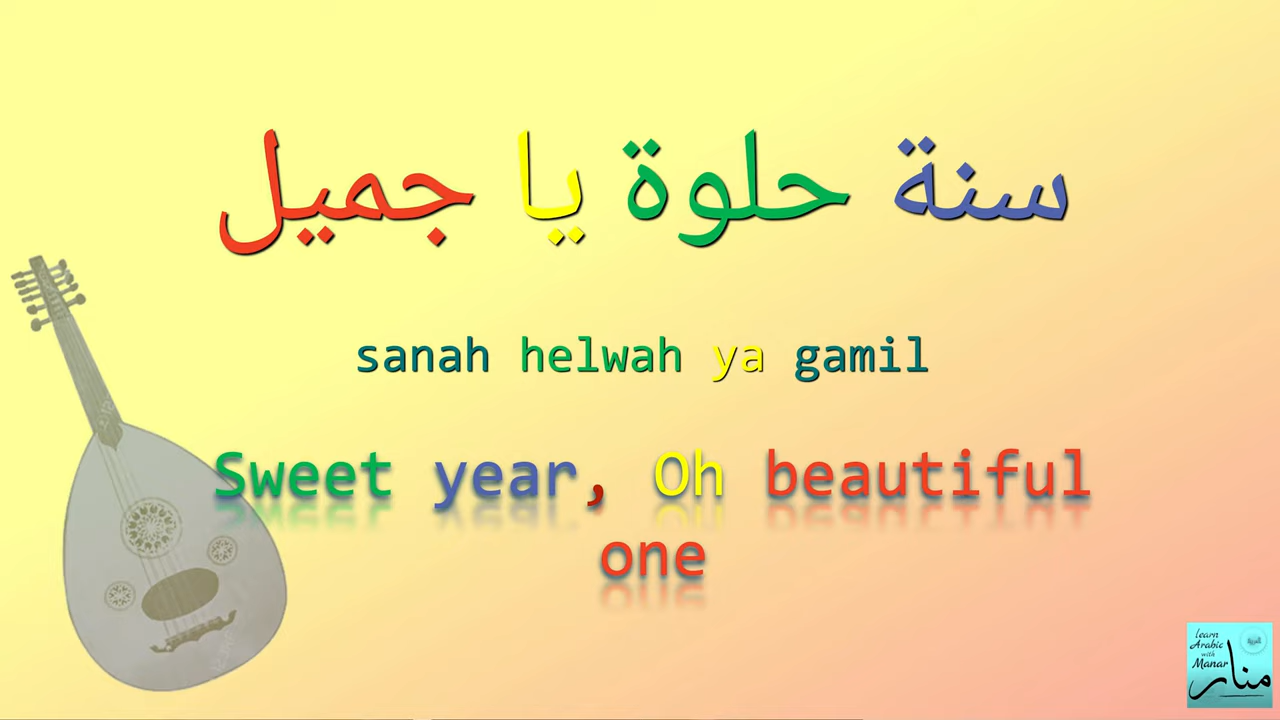 سنة حلوة يا جميل
sanah helwah ya gamil
Sweet year, Oh beautiful
one
learn
Arabic
with
Manar
منار